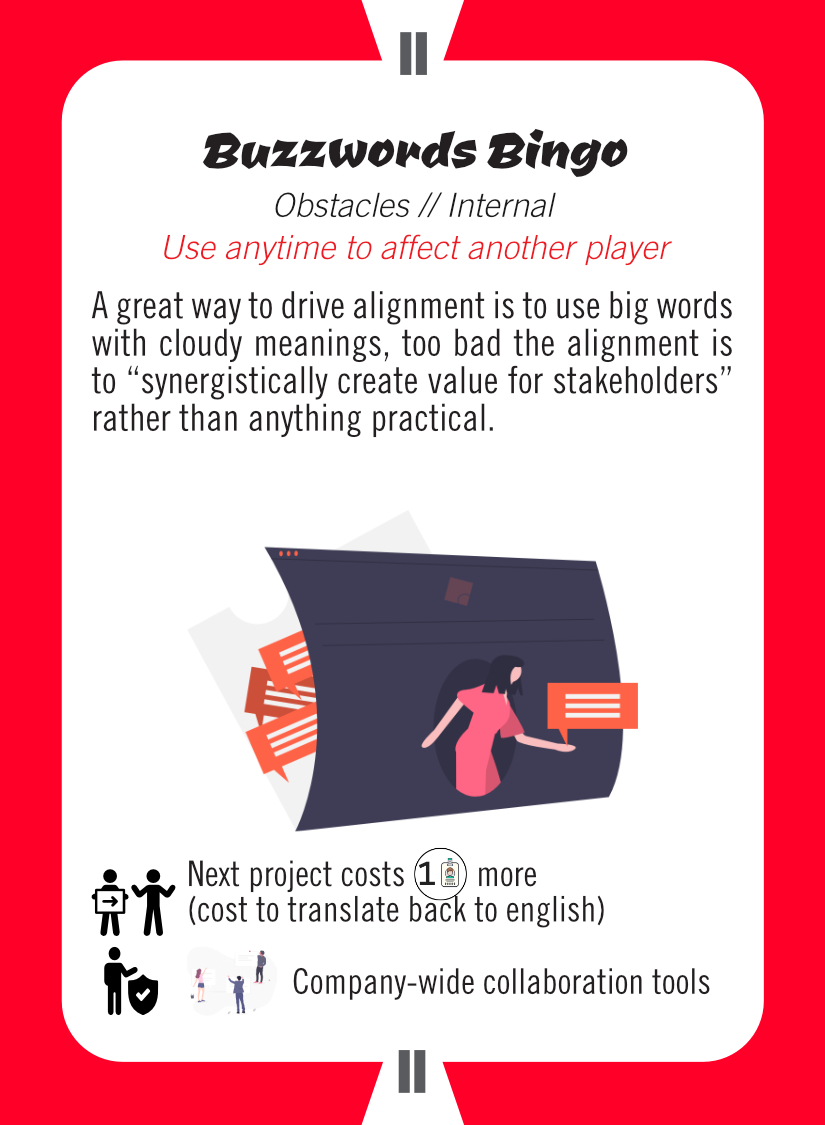 II
Buzzwords Bingo
Obstacles // Internal
Use anytime to affect another player
A great way to drive alignment is to use big words
with cloudy meanings, too bad the alignment is
to “synergistically create value for stakeholders”
rather than anything practical.
Next project costs 1 more
(cost to translate back to english)
Company-wide collaboration tools
II